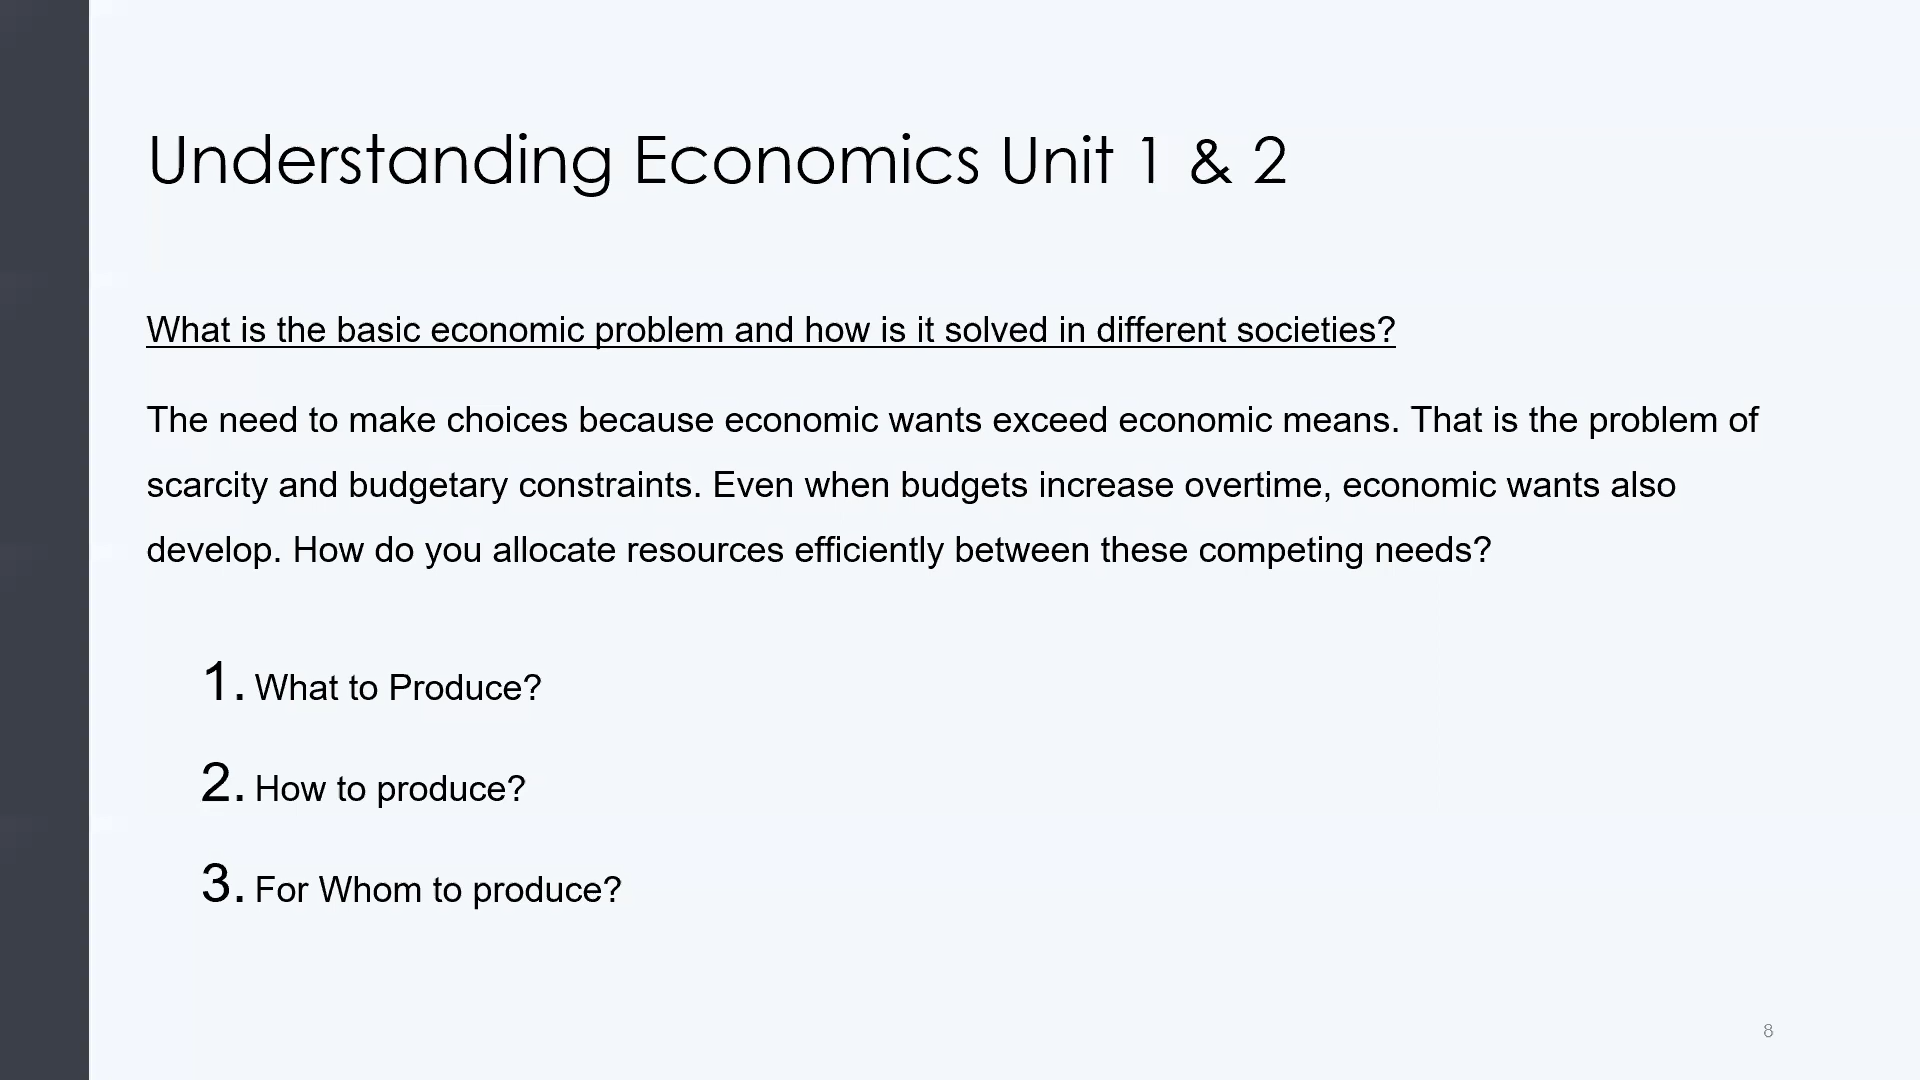 Understanding Economics Unit 1 & 2
What is the basic economic problem and how is it solved in different societies?
The need to make choices because economic wants exceed economic means. That is the problem of
scarcity and budgetary constraints. Even when budgets increase overtime, economic wants also
develop. How do you allocate resources efficiently between these competing needs?
1. What to Produce?
2. How to produce?
3. For Whom to produce?
8